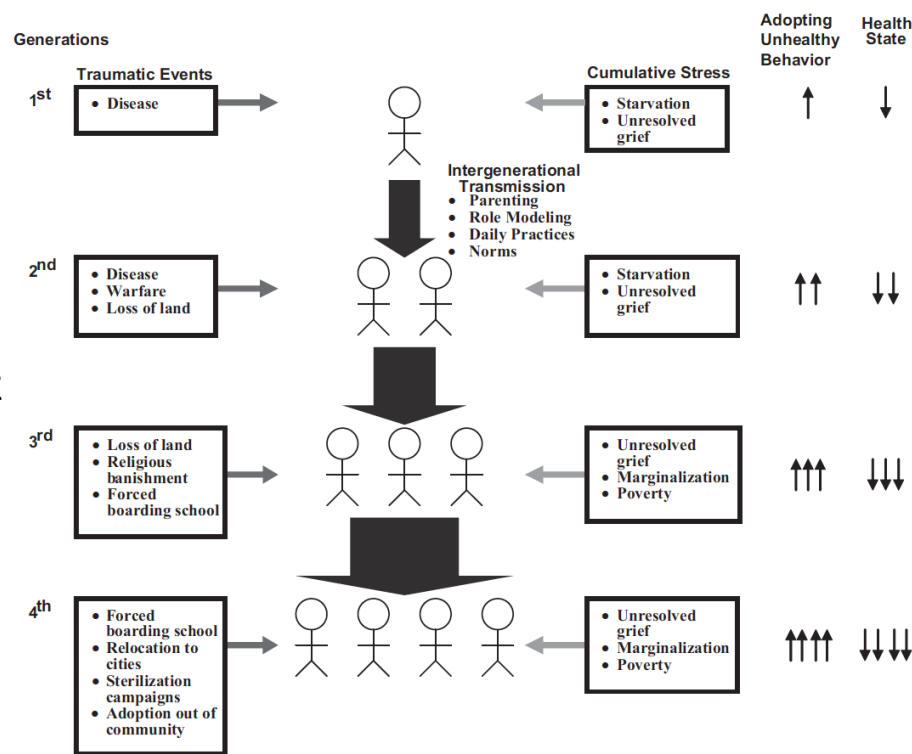 Generations
Adopting
Unhealthy
Behavior
Health
State
Traumatic Events
Cumulative Stress
1st
• Disease
• Starvation
• Unresolved
grief
Intergenerational
Transmission
• Parenting
• Role Modeling
• Daily Practices
• Norms
2nd
• Disease
• Warfare
• Loss of land
• Starvation
• Unresolved
grief
3rd
• Loss of land
• Religious
banishment
• Forced
boarding school
• Unresolved
grief
• Marginalization
• Poverty
4th
• Forced
boarding school
• Relocation to
cities
• Sterilization
campaigns
• Adoption out of
community
• Unresolved
grief
• Marginalization
• Poverty